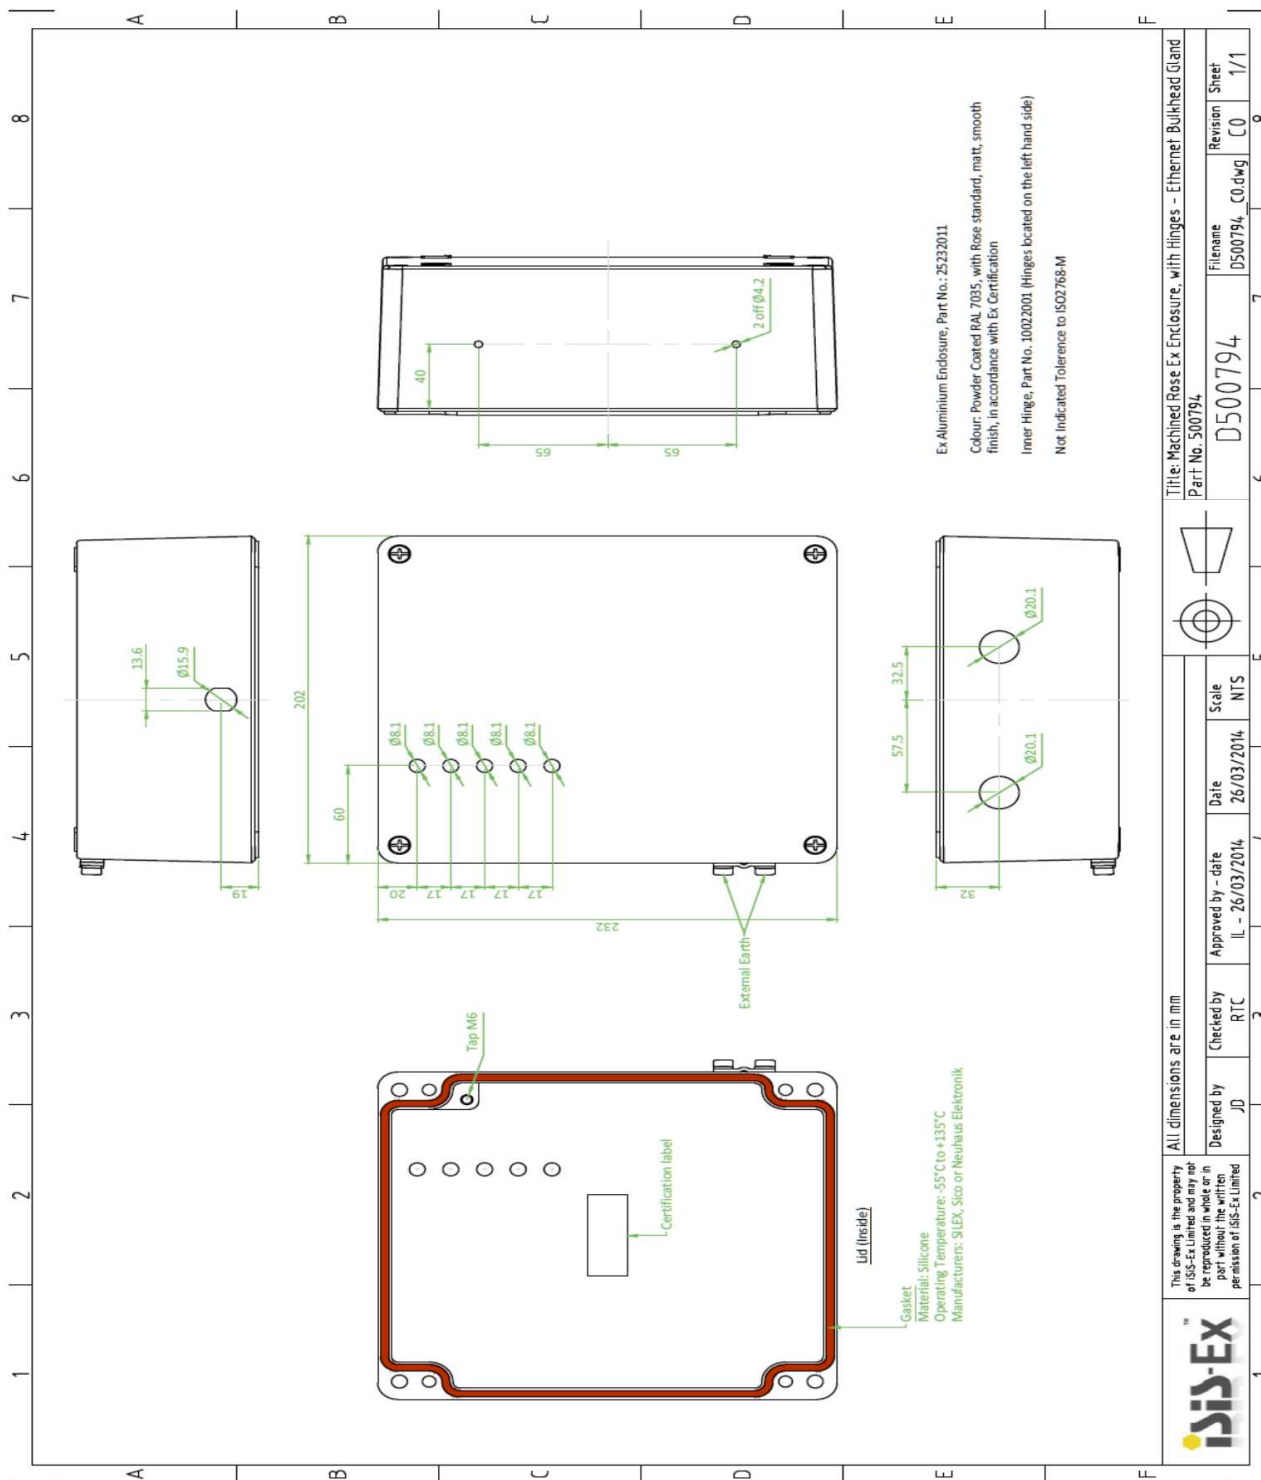 1
2
3
4
5
6
7
8
A
B
C
D
E
F
13.6
Ø15.9
19
202
60
Ø8.1
Ø8.1
Ø8.1
Ø8.1
Ø8.1
20
17
17
17
17
232
External Earth
40
2 off Ø4.2
65
65
Tap M6
Certification label
Lid (Inside)
Gasket
Material: Silicone
Operating Temperature: -55°C to +135°C
Manufacturers: SILEX, Sico or Neuhaus Elektronik
57.5
32.5
Ø20.1
Ø20.1
32
Ex Aluminium Enclosure, Part No.: 25232011
Colour: Powder Coated RAL 7035, with Rose standard, matt, smooth
finish, in accordance with Ex Certification
Inner Hinge, Part No. 10022001 (Hinges located on the left hand side)
Not Indicated Tolerence to ISO2768-M
iSiS-Ex™
This drawing is the property
of iSiS-Ex Limited and may not
be reproduced in whole or in
part without the written
permission of iSiS-Ex Limited
All dimensions are in mm
Designed by
JD
Checked by
RTC
Approved by - date
IL - 26/03/2014
Date
26/03/2014
Scale
NTS
Title: Machined Rose Ex Enclosure, with Hinges - Ethernet Bulkhead Gland
Part No. 500794
D500794
Filename
D500794_C0.dwg
Revision
C0
Sheet
1/1
1
2
3
4
5
6
7
8
A
B
C
D
E
F